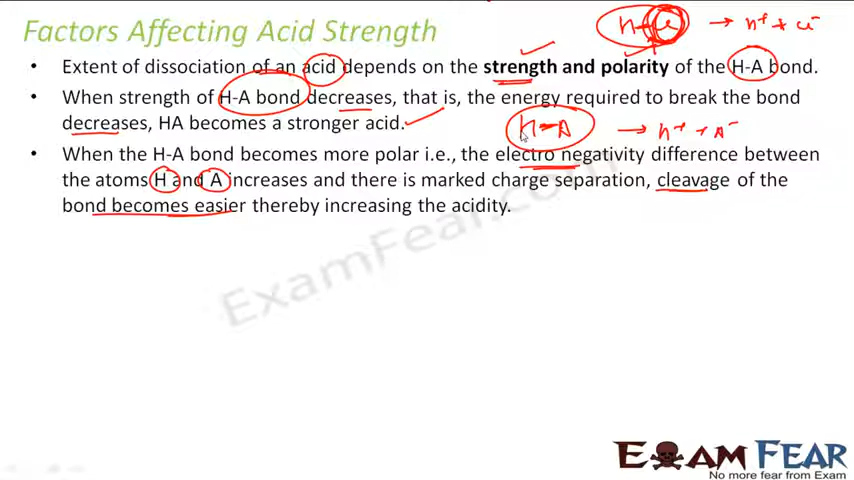 Factors Affecting Acid Strength
H-Cl → H⁺ + Cl⁻
• Extent of dissociation of an acid depends on the strength and polarity of the H-A bond.
• When strength of H-A bond decreases, that is, the energy required to break the bond
decreases, HA becomes a stronger acid.
H-A → H⁺ + A⁻
• When the H-A bond becomes more polar i.e., the electro negativity difference between
the atoms H and A increases and there is marked charge separation, cleavage of the
bond becomes easier thereby increasing the acidity.
ExamFear.com
EXAM FEAR
No more fear from Exams